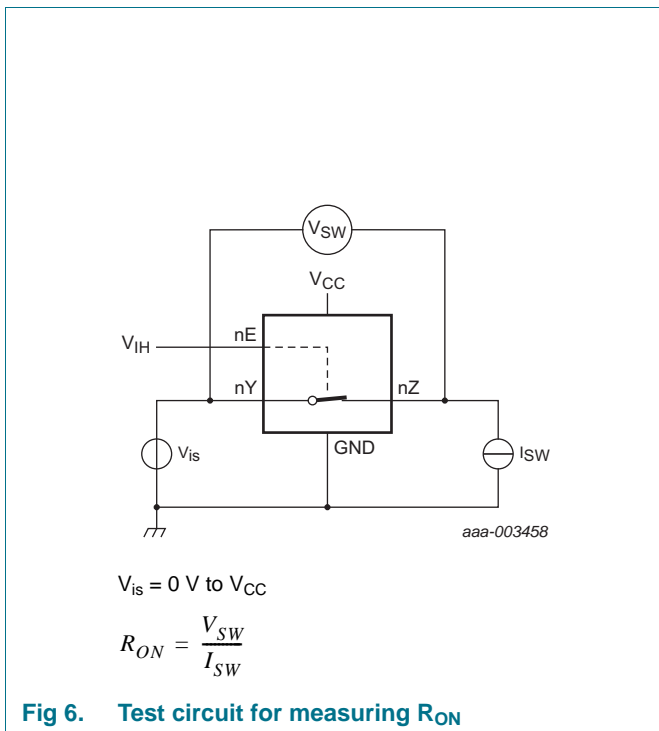 VSW
VCC
VIH
nE
nY
nZ
GND
Vis
ISW
aaa-003458
Vis = 0 V to VCC
RON = VSW / ISW
Fig 6. Test circuit for measuring RON